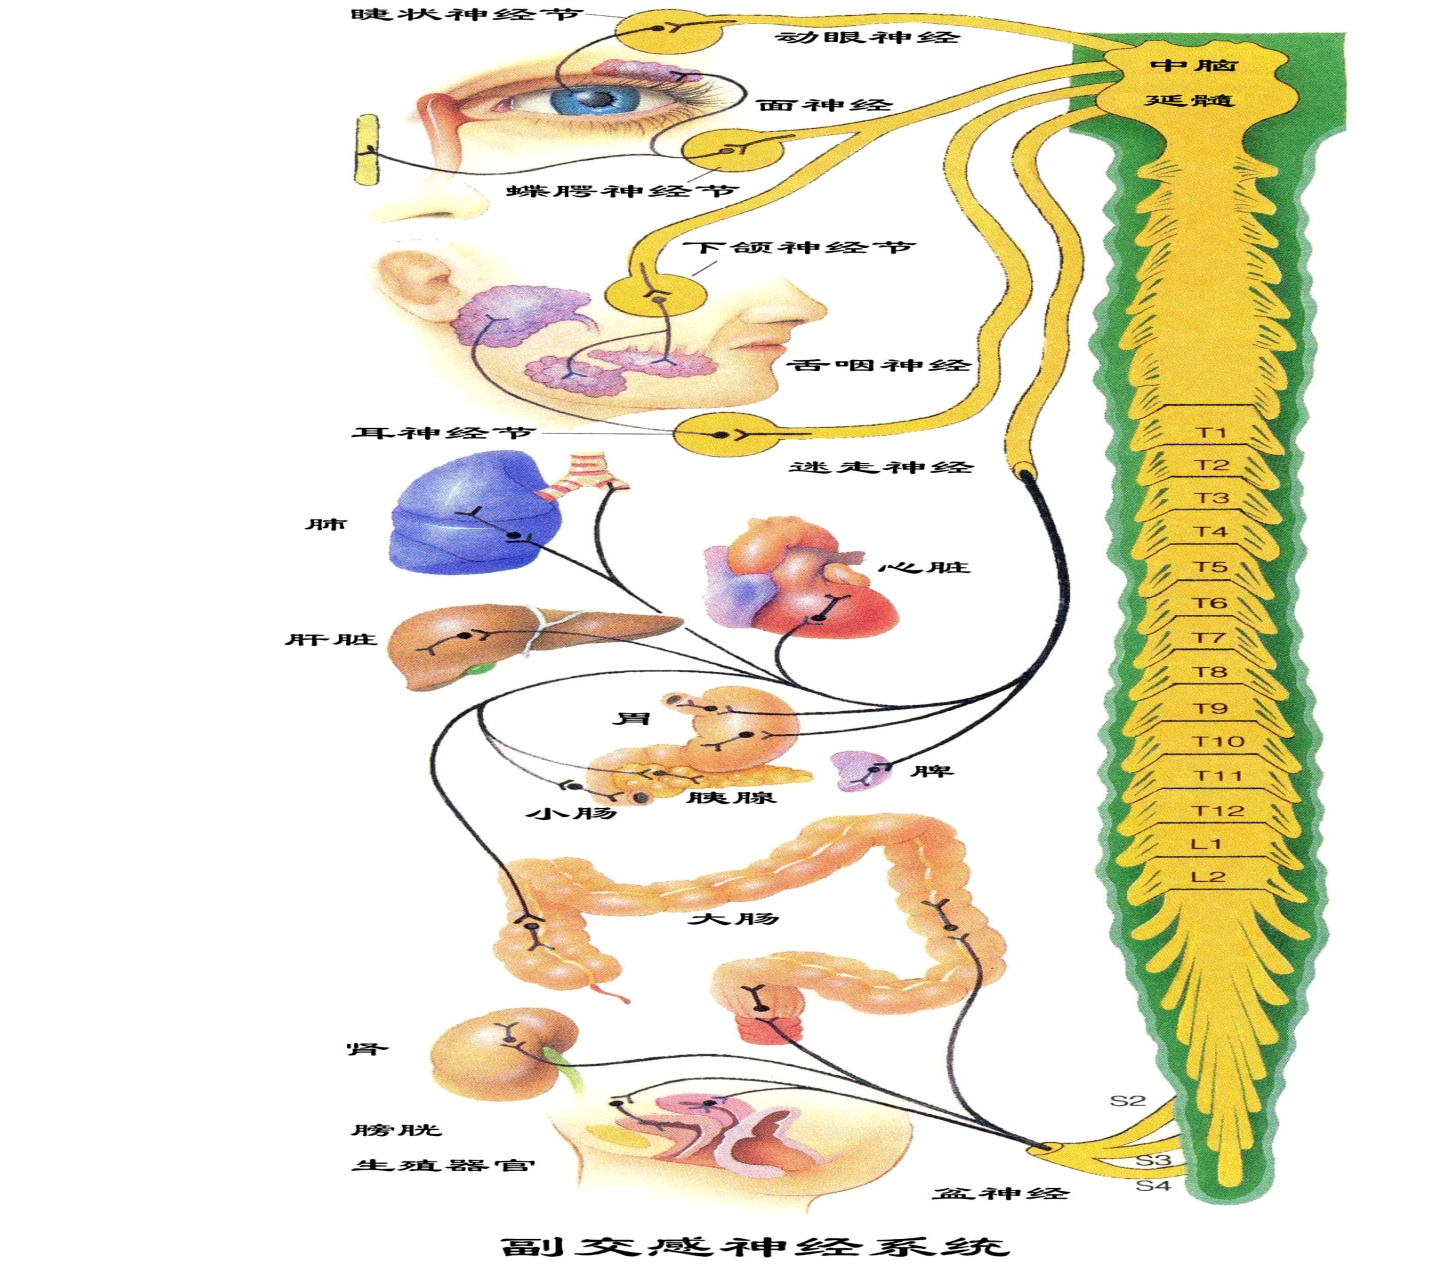 睫状神经节
动眼神经
中脑
延髓
面神经
蝶腭神经节
下颌神经节
舌咽神经
耳神经节
迷走神经
T1
T2
T3
T4
T5
T6
T7
T8
T9
T10
T11
T12
L1
L2
肺
心脏
肝脏
胃
脾
胰腺
小肠
大肠
肾
S2
S3
S4
膀胱
生殖器官
盆神经
副交感神经系统